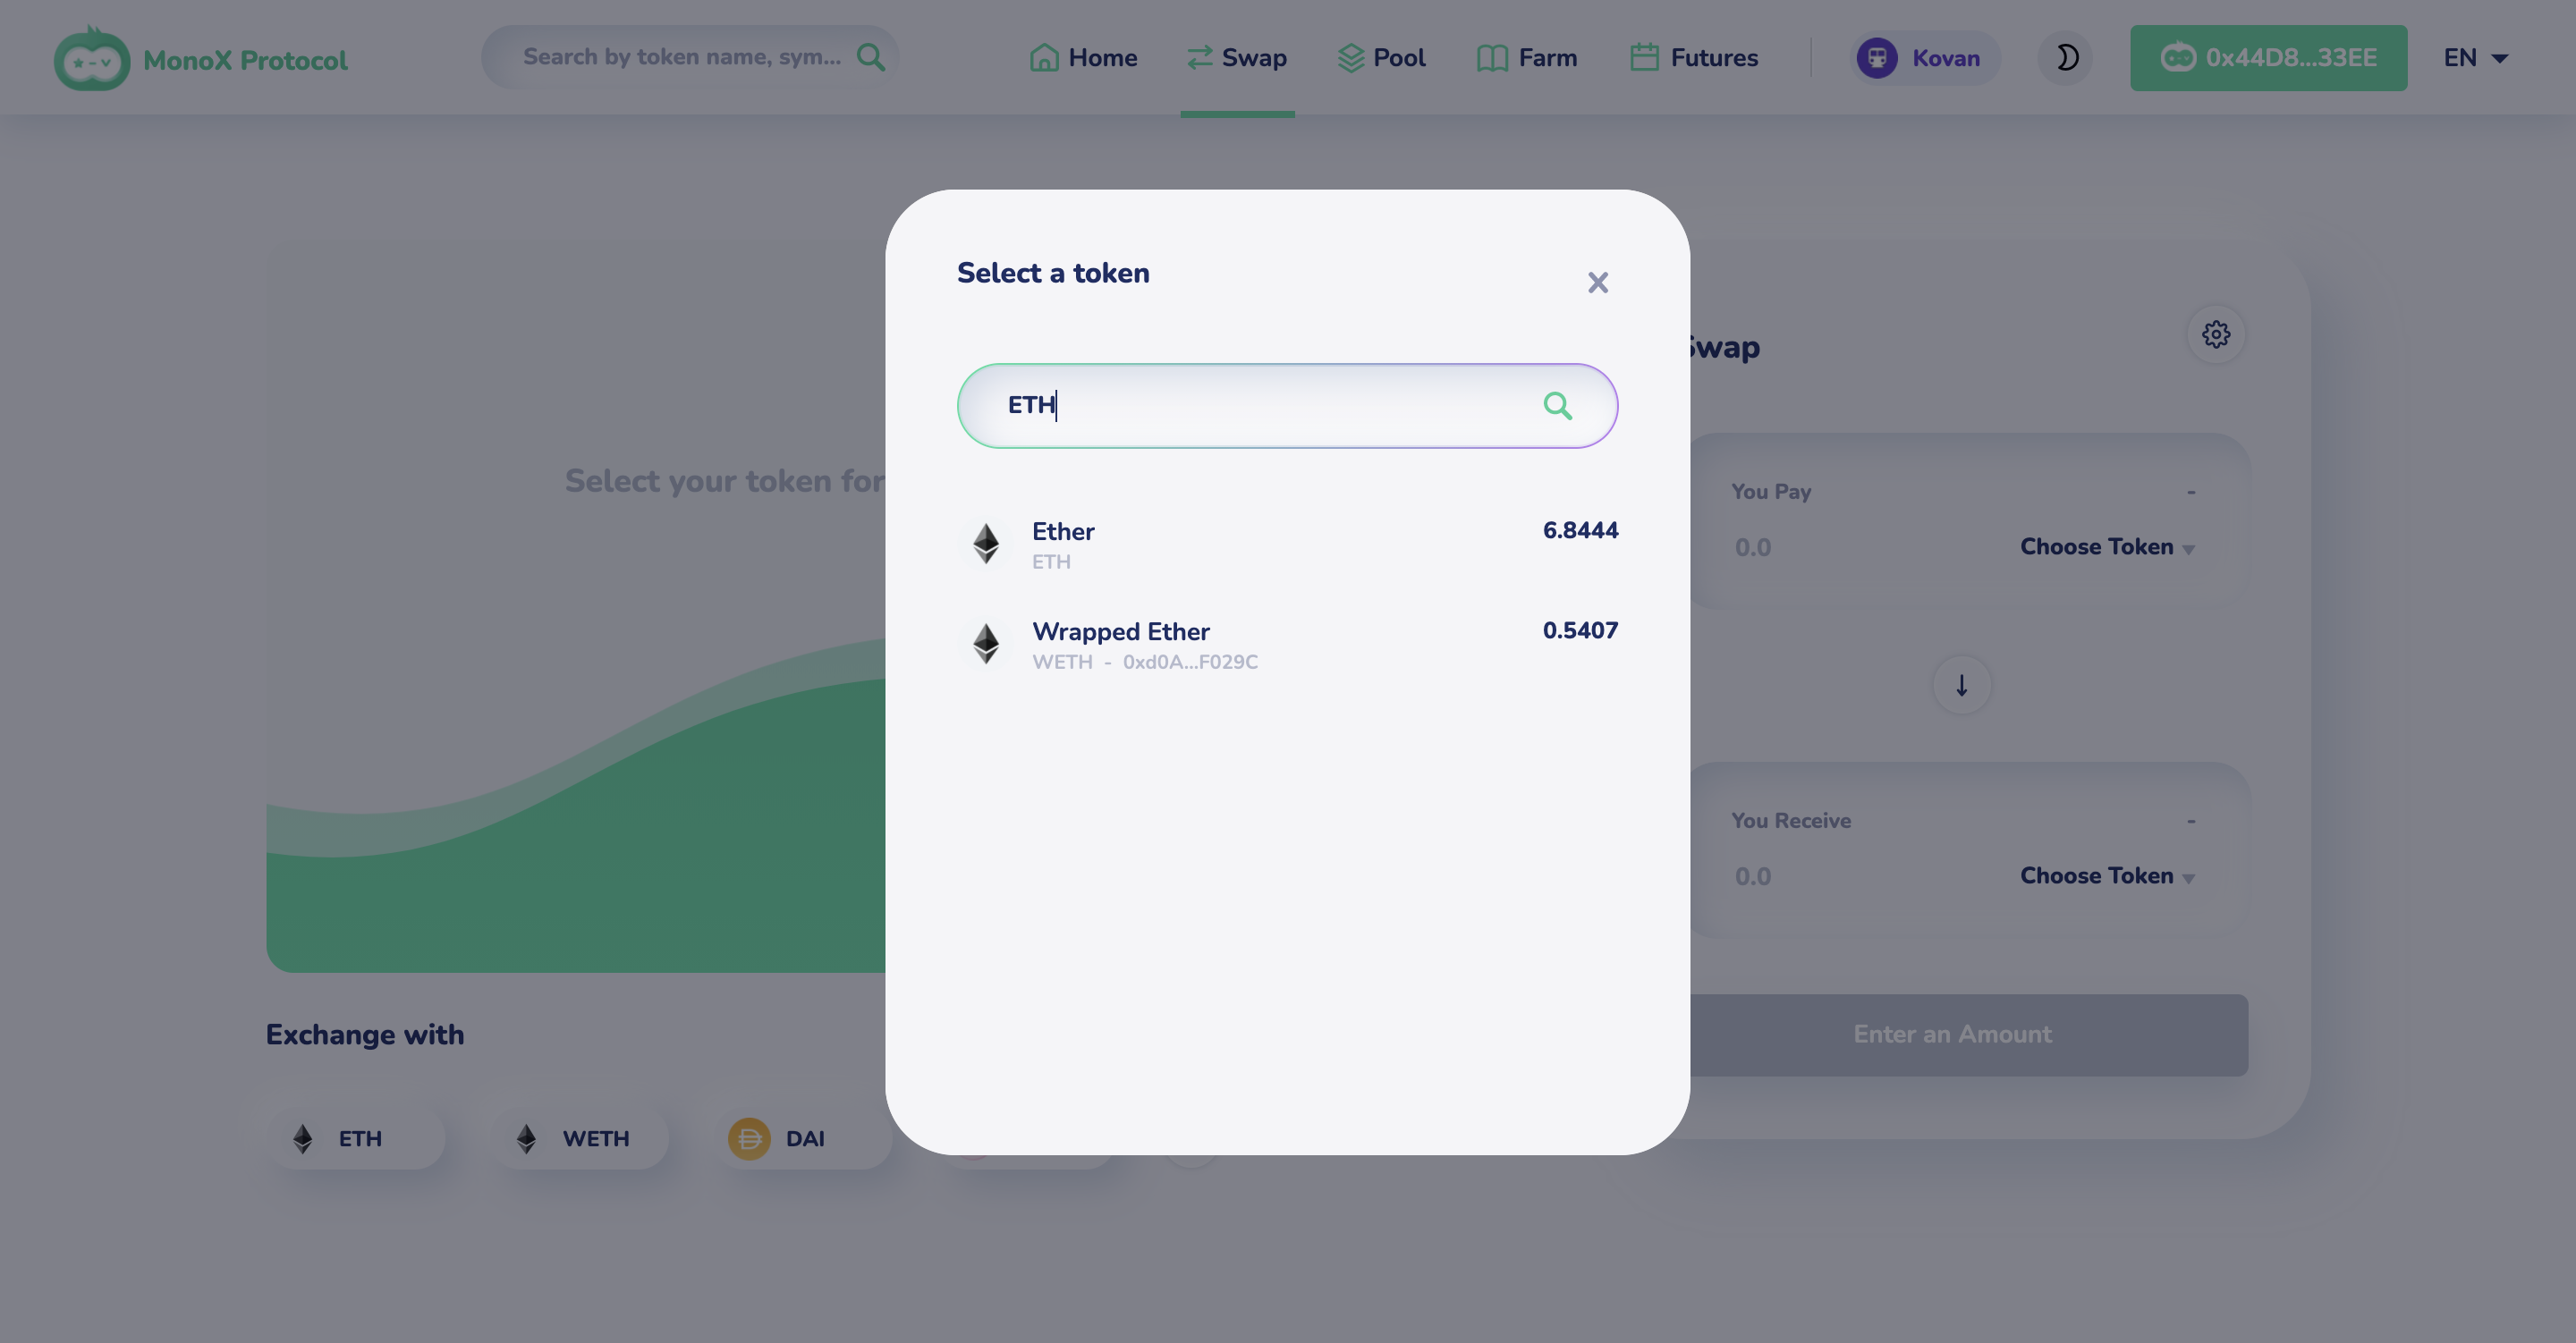 MonoX Protocol
Search by token name, sym...
Home
Swap
Pool
Farm
Futures
Kovan
0x44D8...33EE
EN
Select a token
ETH
Ether
6.8444
ETH
Wrapped Ether
0.5407
WETH - 0xd0A...F029C
Select your token for
Swap
You Pay
-
0.0
Choose Token
You Receive
-
0.0
Choose Token
Enter an Amount
Exchange with
ETH
WETH
DAI